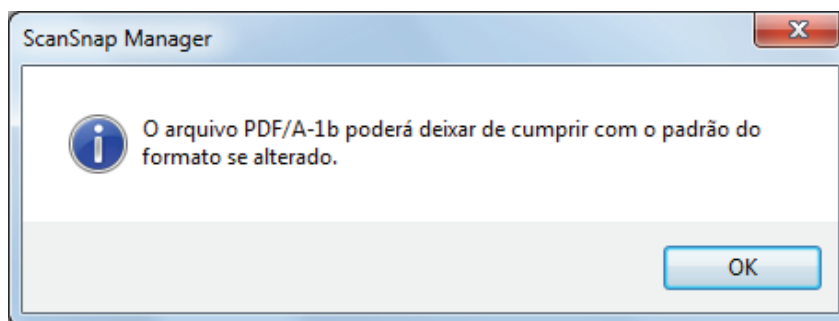 ScanSnap Manager
O arquivo PDF/A-1b poderá deixar de cumprir com o padrão do
formato se alterado.
OK